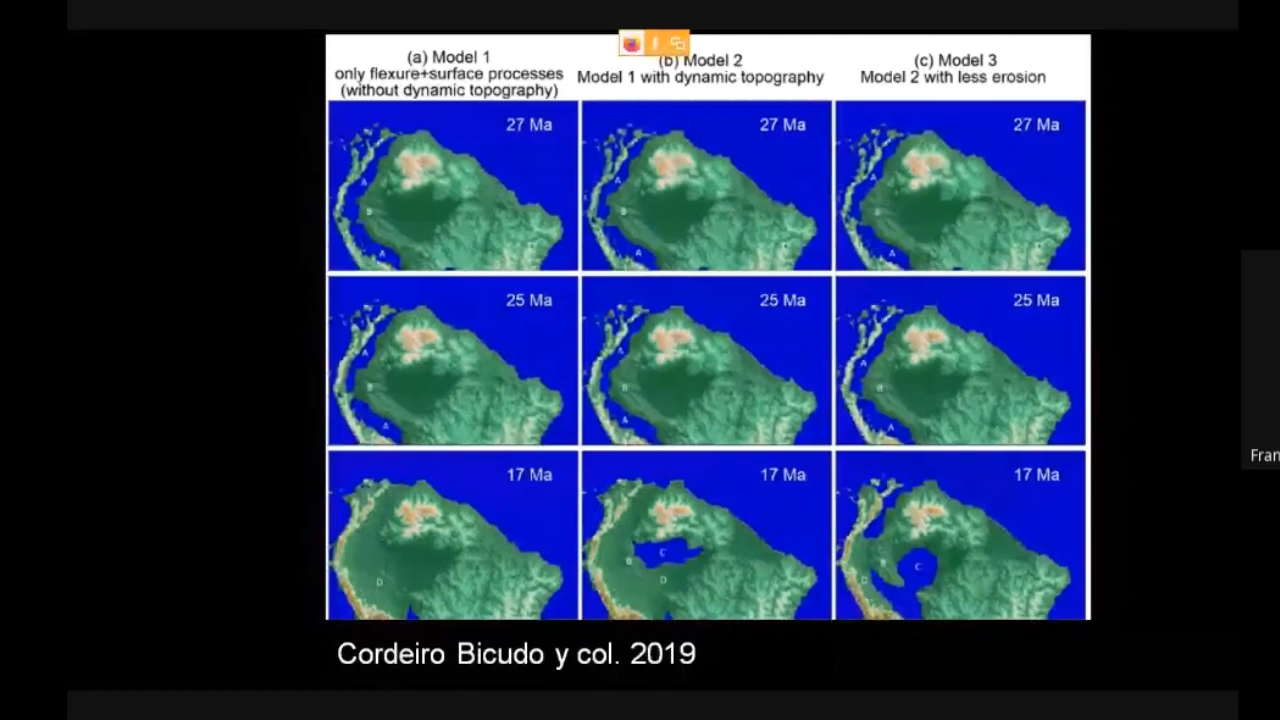 (a) Model 1
only flexure+surface processes
(without dynamic topography)
(b) Model 2
Model 1 with dynamic topography
(c) Model 3
Model 2 with less erosion
27 Ma
27 Ma
27 Ma
A
B
A
A
B
A
C
A
B
A
C
25 Ma
25 Ma
25 Ma
A
B
A
A
B
A
A
B
A
17 Ma
17 Ma
17 Ma
D
B
C
D
B
D
C
Fran
Cordeiro Bicudo y col. 2019